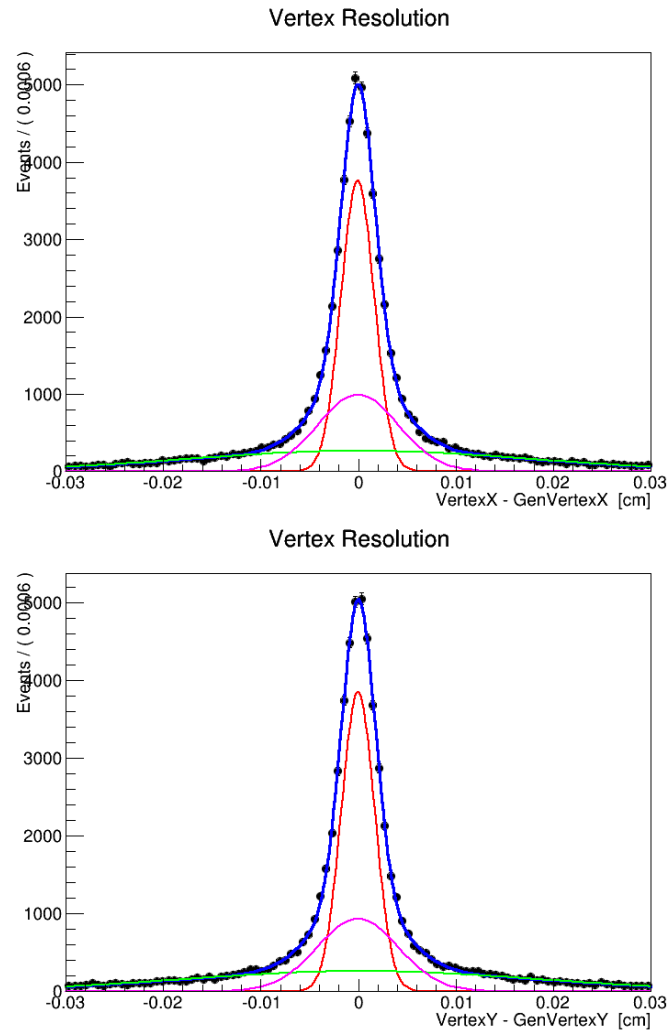 Vertex Resolution
Events / ( 0.0006 )
5000
4000
3000
2000
1000
0
-0.03 -0.02 -0.01 0 0.01 0.02 0.03
VertexX - GenVertexX [cm]
Vertex Resolution
Events / ( 0.0006 )
5000
4000
3000
2000
1000
0
-0.03 -0.02 -0.01 0 0.01 0.02 0.03
VertexY - GenVertexY [cm]